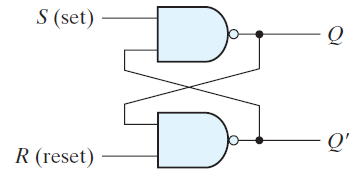 S (set)
Q
Q'
R (reset)